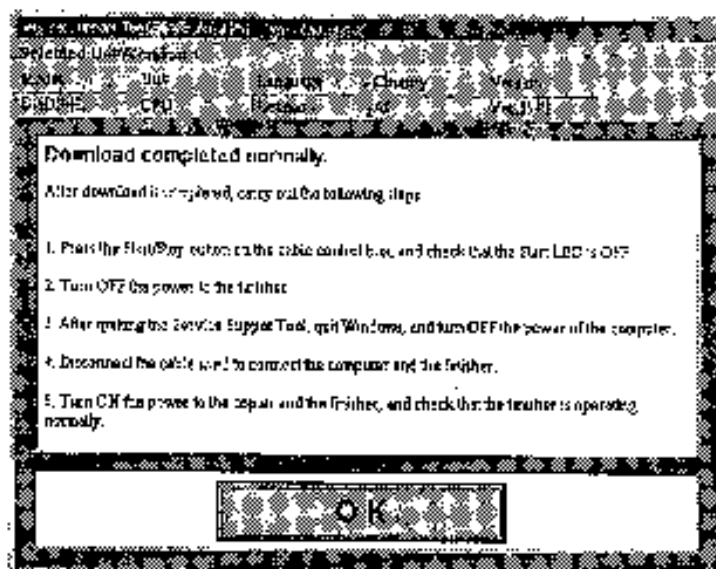 Download completed normally.
After download is completed, carry out the following steps
1. Press the Start/Stop button on the cable control box, and check that the Start LED is OFF
2. Turn OFF the power to the finisher
3. After quitting the Service Support Tool, quit Windows, and turn OFF the power of the computer.
4. Disconnect the cable used to connect the computer and the finisher.
5. Turn ON the power to the copier and the finisher, and check that the finisher is operating
normally.
OK